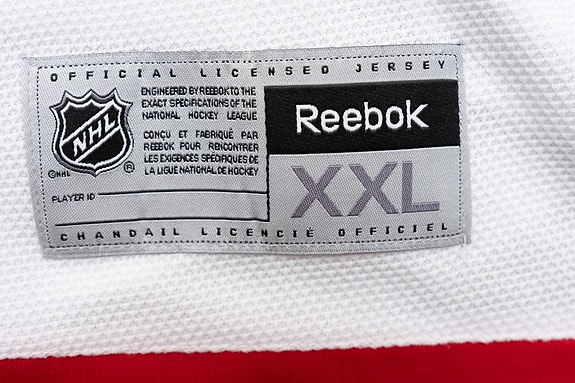 OFFICIAL LICENSED JERSEY
NHL
©NHL
®
ENGINEERED BY REEBOK TO THE
EXACT SPECIFICATIONS OF THE
NATIONAL HOCKEY LEAGUE
CONÇU ET FABRIQUÉ PAR
REEBOK POUR RENCONTRER
LES EXIGENCES SPÉCIFIQUES DE
LA LIGUE NATIONALE DE HOCKEY
PLAYER ID
Reebok
XXL
CHANDAIL LICENCIÉ OFFICIEL